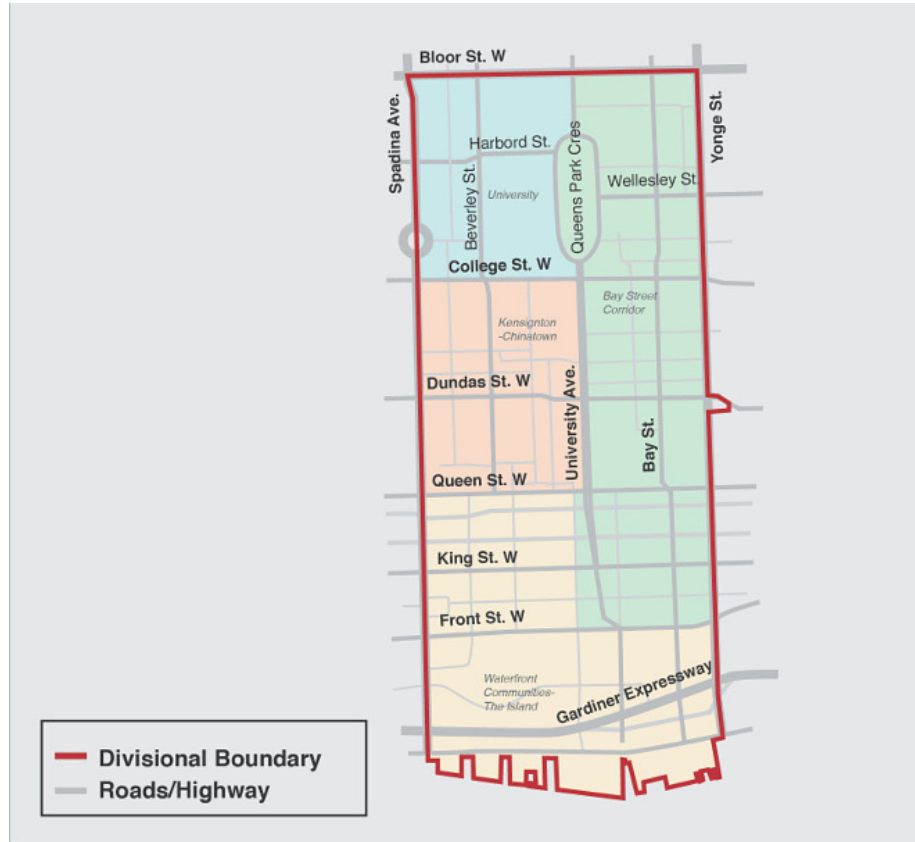 Bloor St. W
Spadina Ave.
Yonge St.
Harbord St.
Queens Park Cres
Beverley St.
University
Wellesley St.
College St. W
Bay Street
Corridor
Kensignton
-Chinatown
Dundas St. W
University Ave.
Bay St.
Queen St. W
King St. W
Front St. W
Waterfront
Communities-
The Island
Gardiner Expressway
Divisional Boundary
Roads/Highway